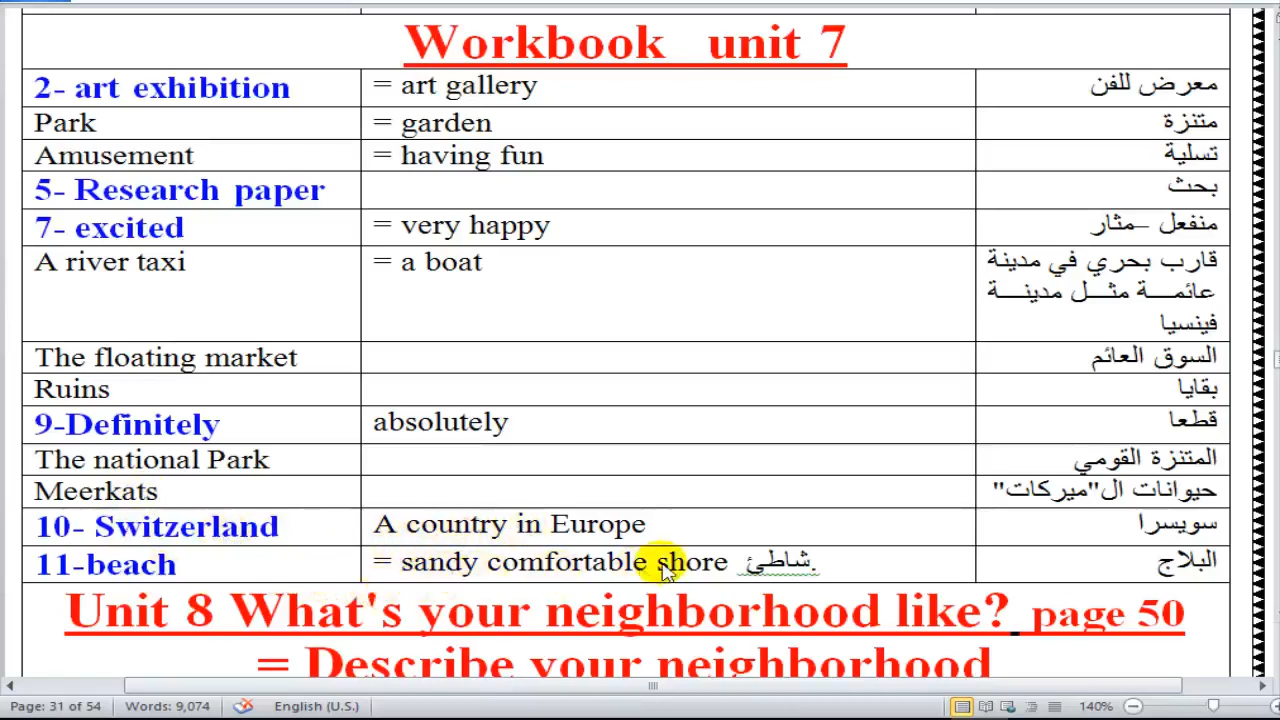 Workbook unit 7
2- art exhibition = art gallery معرض للفن
Park = garden متنزة
Amusement = having fun تسلية
5- Research paper بحث
7- excited = very happy منفعل –مثار
A river taxi = a boat قارب بحري في مدينة
عائمة مثل مدينة
فينسيا
The floating market السوق العائم
Ruins بقايا
9-Definitely absolutely قطعا
The national Park المتنزة القومي
Meerkats حيوانات ال"ميركات"
10- Switzerland A country in Europe سويسرا
11-beach = sandy comfortable shore شاطئ. البلاج
Unit 8 What's your neighborhood like? page 50
= Describe your neighborhood
Page: 31 of 54 Words: 9,074 English (U.S.) 140%